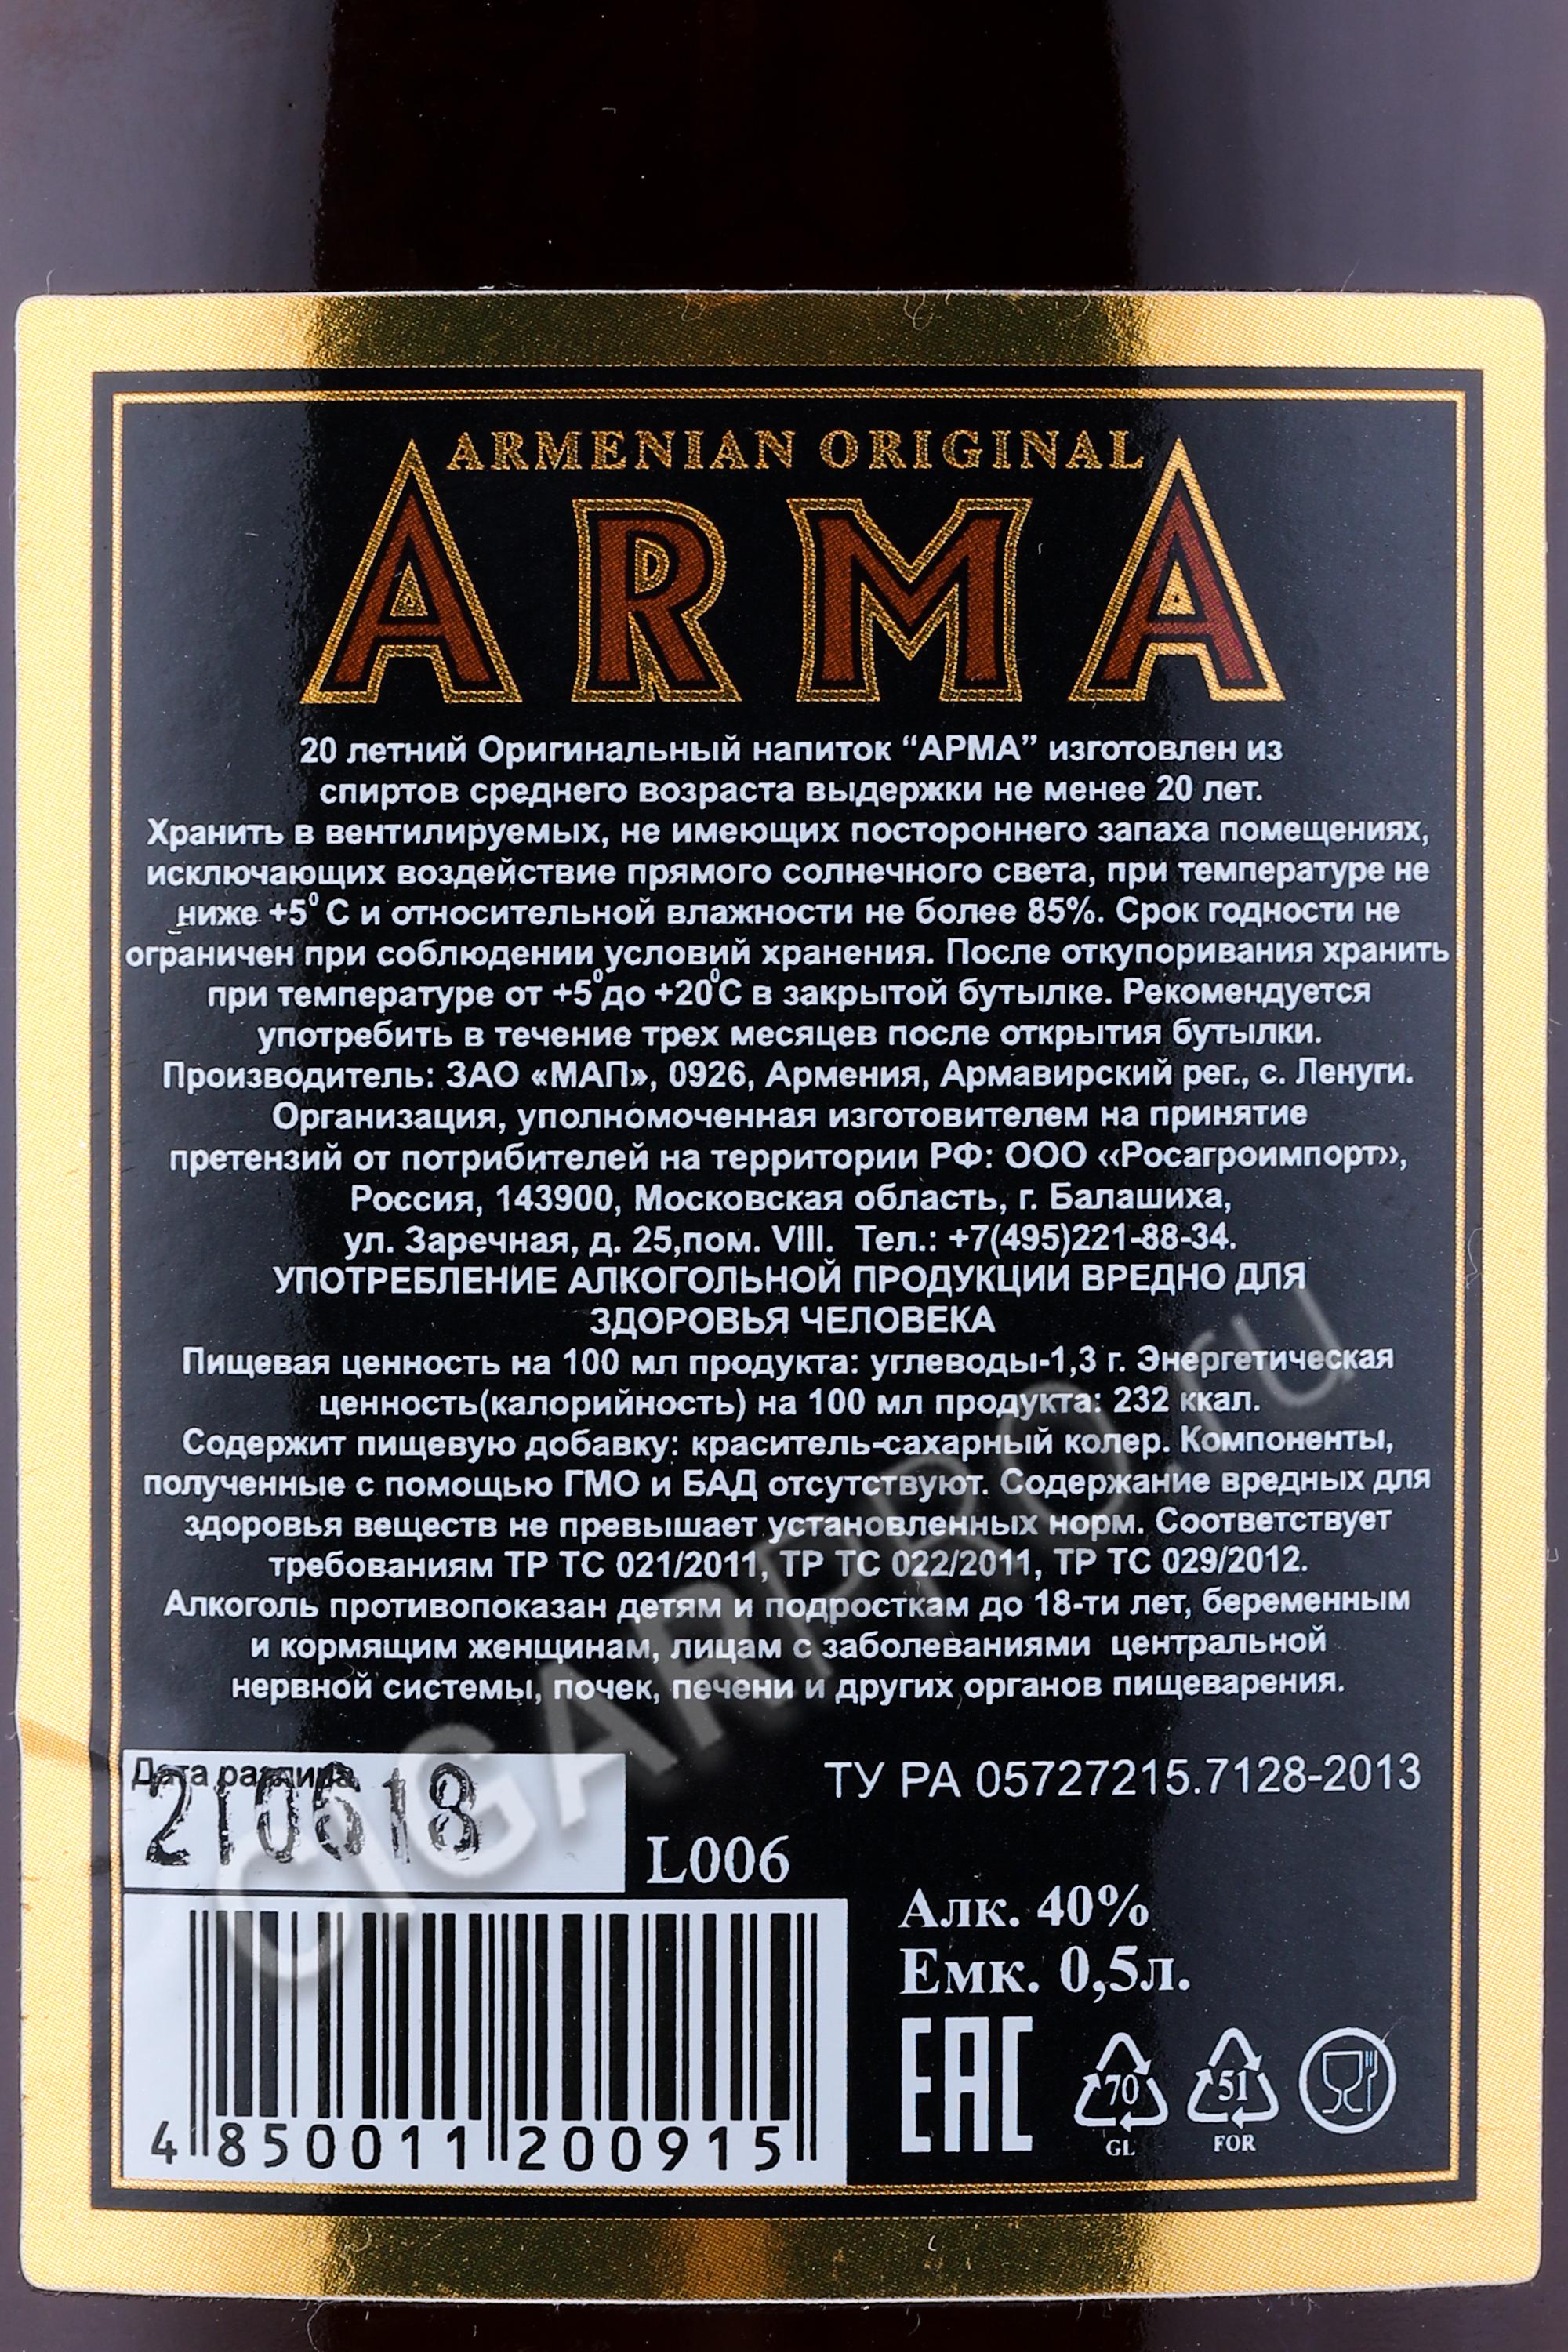 ARMENIAN ORIGINAL
ARMA
20 летний Оригинальный напиток “АРМА” изготовлен из
спиртов среднего возраста выдержки не менее 20 лет.
Хранить в вентилируемых, не имеющих постороннего запаха помещениях,
исключающих воздействие прямого солнечного света, при температуре не
ниже +5⁰ С и относительной влажности не более 85%. Срок годности не
ограничен при соблюдении условий хранения. После откупоривания хранить
при температуре от +5⁰до +20⁰С в закрытой бутылке. Рекомендуется
употребить в течение трех месяцев после открытия бутылки.
Производитель: ЗАО «МАП», 0926, Армения, Армавирский рег., с. Ленуги.
Организация, уполномоченная изготовителем на принятие
претензий от потрибителей на территории РФ: ООО «Росагроимпорт»,
Россия, 143900, Московская область, г. Балашиха,
ул. Заречная, д. 25,пом. VIII. Тел.: +7(495)221-88-34.
УПОТРЕБЛЕНИЕ АЛКОГОЛЬНОЙ ПРОДУКЦИИ ВРЕДНО ДЛЯ
ЗДОРОВЬЯ ЧЕЛОВЕКА
Пищевая ценность на 100 мл продукта: углеводы-1,3 г. Энергетическая
ценность(калорийность) на 100 мл продукта: 232 ккал.
Содержит пищевую добавку: краситель-сахарный колер. Компоненты,
полученные с помощью ГМО и БАД отсутствуют. Содержание вредных для
здоровья веществ не превышает установленных норм. Соответствует
требованиям ТР ТС 021/2011, ТР ТС 022/2011, ТР ТС 029/2012.
Алкоголь противопоказан детям и подросткам до 18-ти лет, беременным
и кормящим женщинам, лицам с заболеваниями центральной
нервной системы, почек, печени и других органов пищеварения.
Дата разлива
210618
ТУ РА 05727215.7128-2013
L006
Алк. 40%
Емк. 0,5л.
EAC
70
GL
51
FOR
4 850011 200915
CIGARPRO.ru